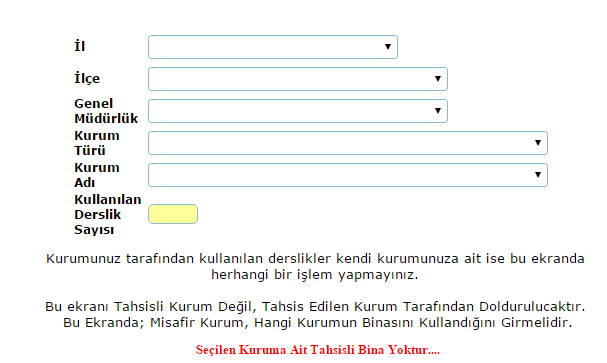 İl
İlçe
Genel
Müdürlük
Kurum
Türü
Kurum
Adı
Kullanılan
Derslik
Sayısı
Kurumunuz tarafından kullanılan derslikler kendi kurumunuza ait ise bu ekranda
herhangi bir işlem yapmayınız.
Bu ekranı Tahsisli Kurum Değil, Tahsis Edilen Kurum Tarafından Doldurulucaktır.
Bu Ekranda; Misafir Kurum, Hangi Kurumun Binasını Kullandığını Girmelidir.
Seçilen Kuruma Ait Tahsisli Bina Yoktur....